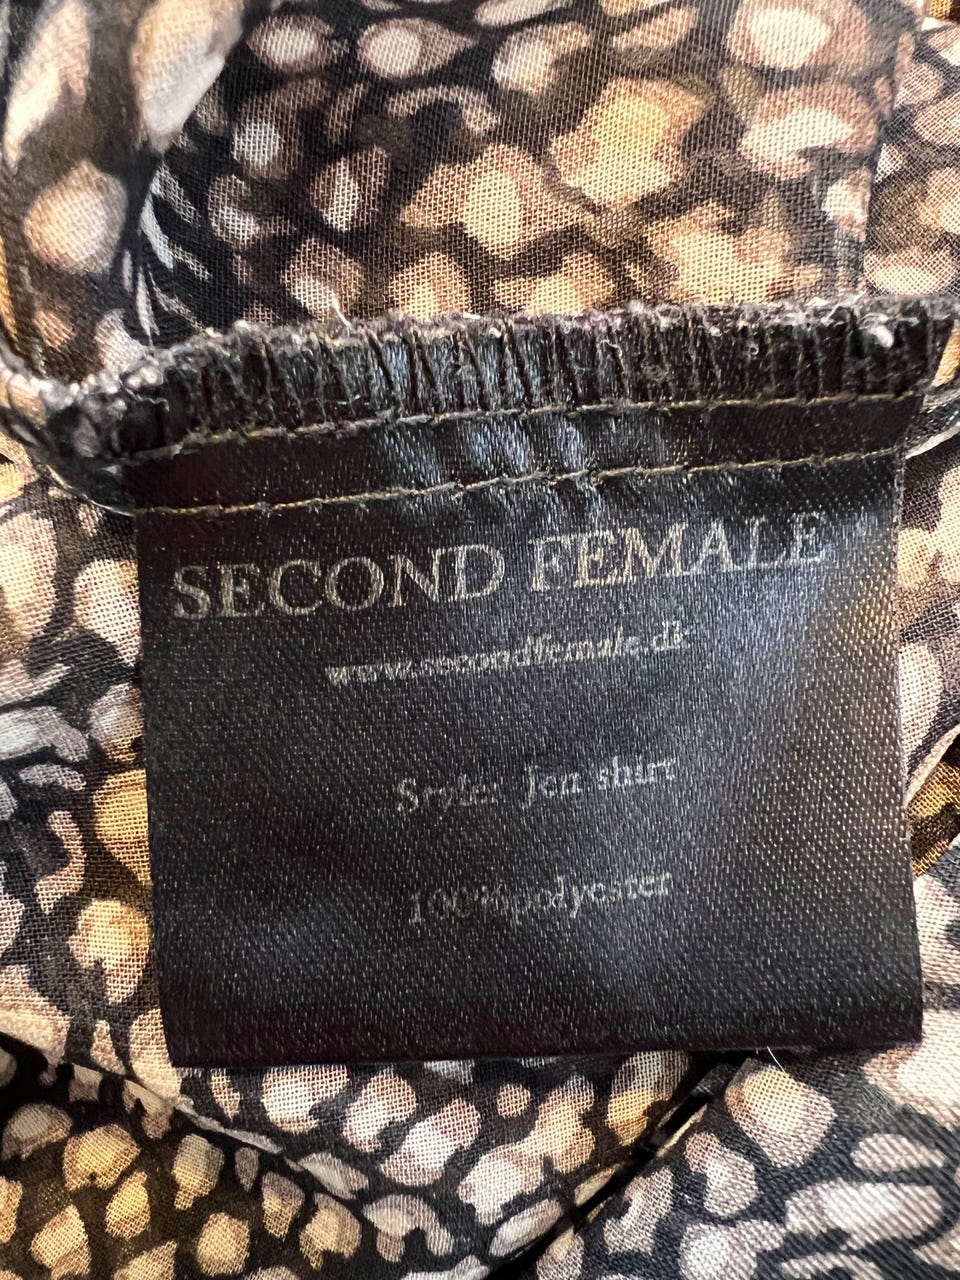 SECOND FEMALE
www.secondfemale.dk
Style: Jen shirt
100% polyester